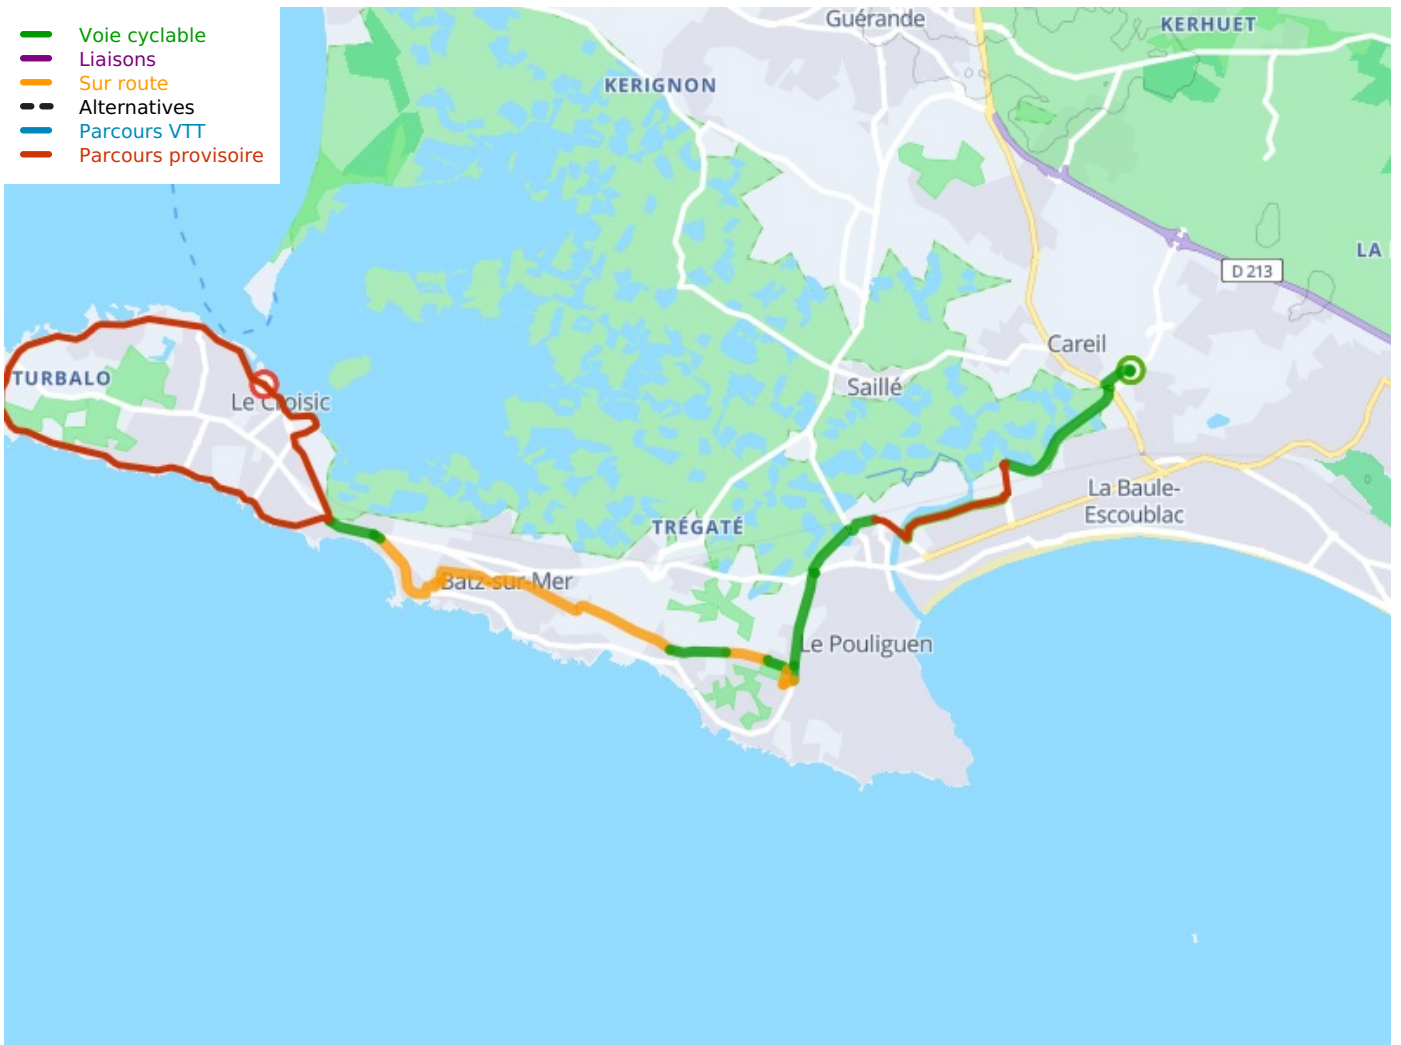 Voie cyclable
Liaisons
Sur route
Alternatives
Parcours VTT
Parcours provisoire
Guérande
KERHUET
KERIGNON
LA
D 213
Careil
TURBALO
Saillé
Le Croisic
La Baule-
Escoublac
TRÉGATÉ
Batz-sur-Mer
Le Pouliguen
1